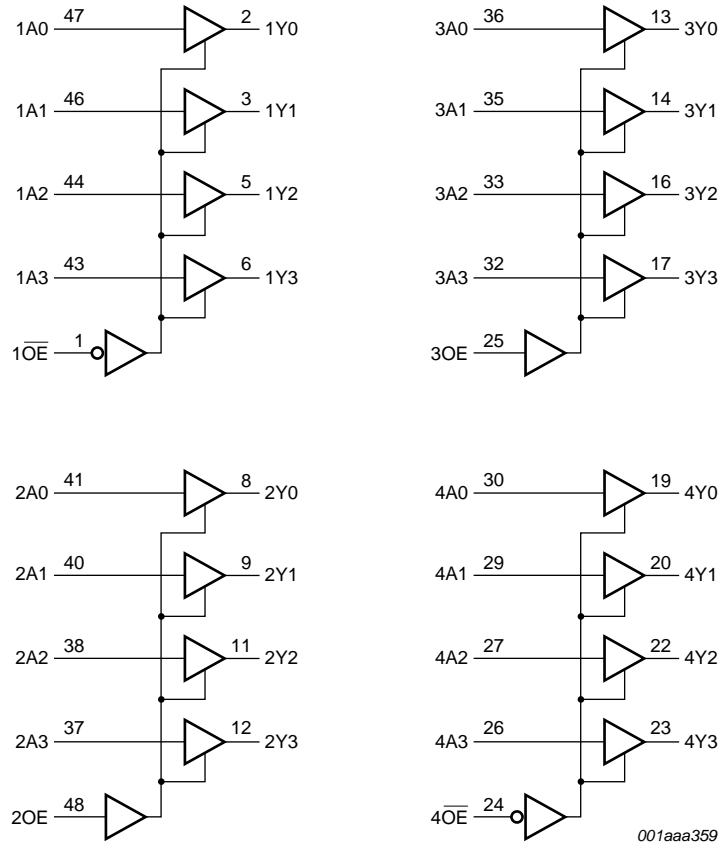 1A0 47 2 1Y0
3A0 36 13 3Y0
1A1 46 3 1Y1
3A1 35 14 3Y1
1A2 44 5 1Y2
3A2 33 16 3Y2
1A3 43 6 1Y3
3A3 32 17 3Y3
1O̅E̅ 1
3OE 25
2A0 41 8 2Y0
4A0 30 19 4Y0
2A1 40 9 2Y1
4A1 29 20 4Y1
2A2 38 11 2Y2
4A2 27 22 4Y2
2A3 37 12 2Y3
4A3 26 23 4Y3
2OE 48
4O̅E̅ 24
001aaa359